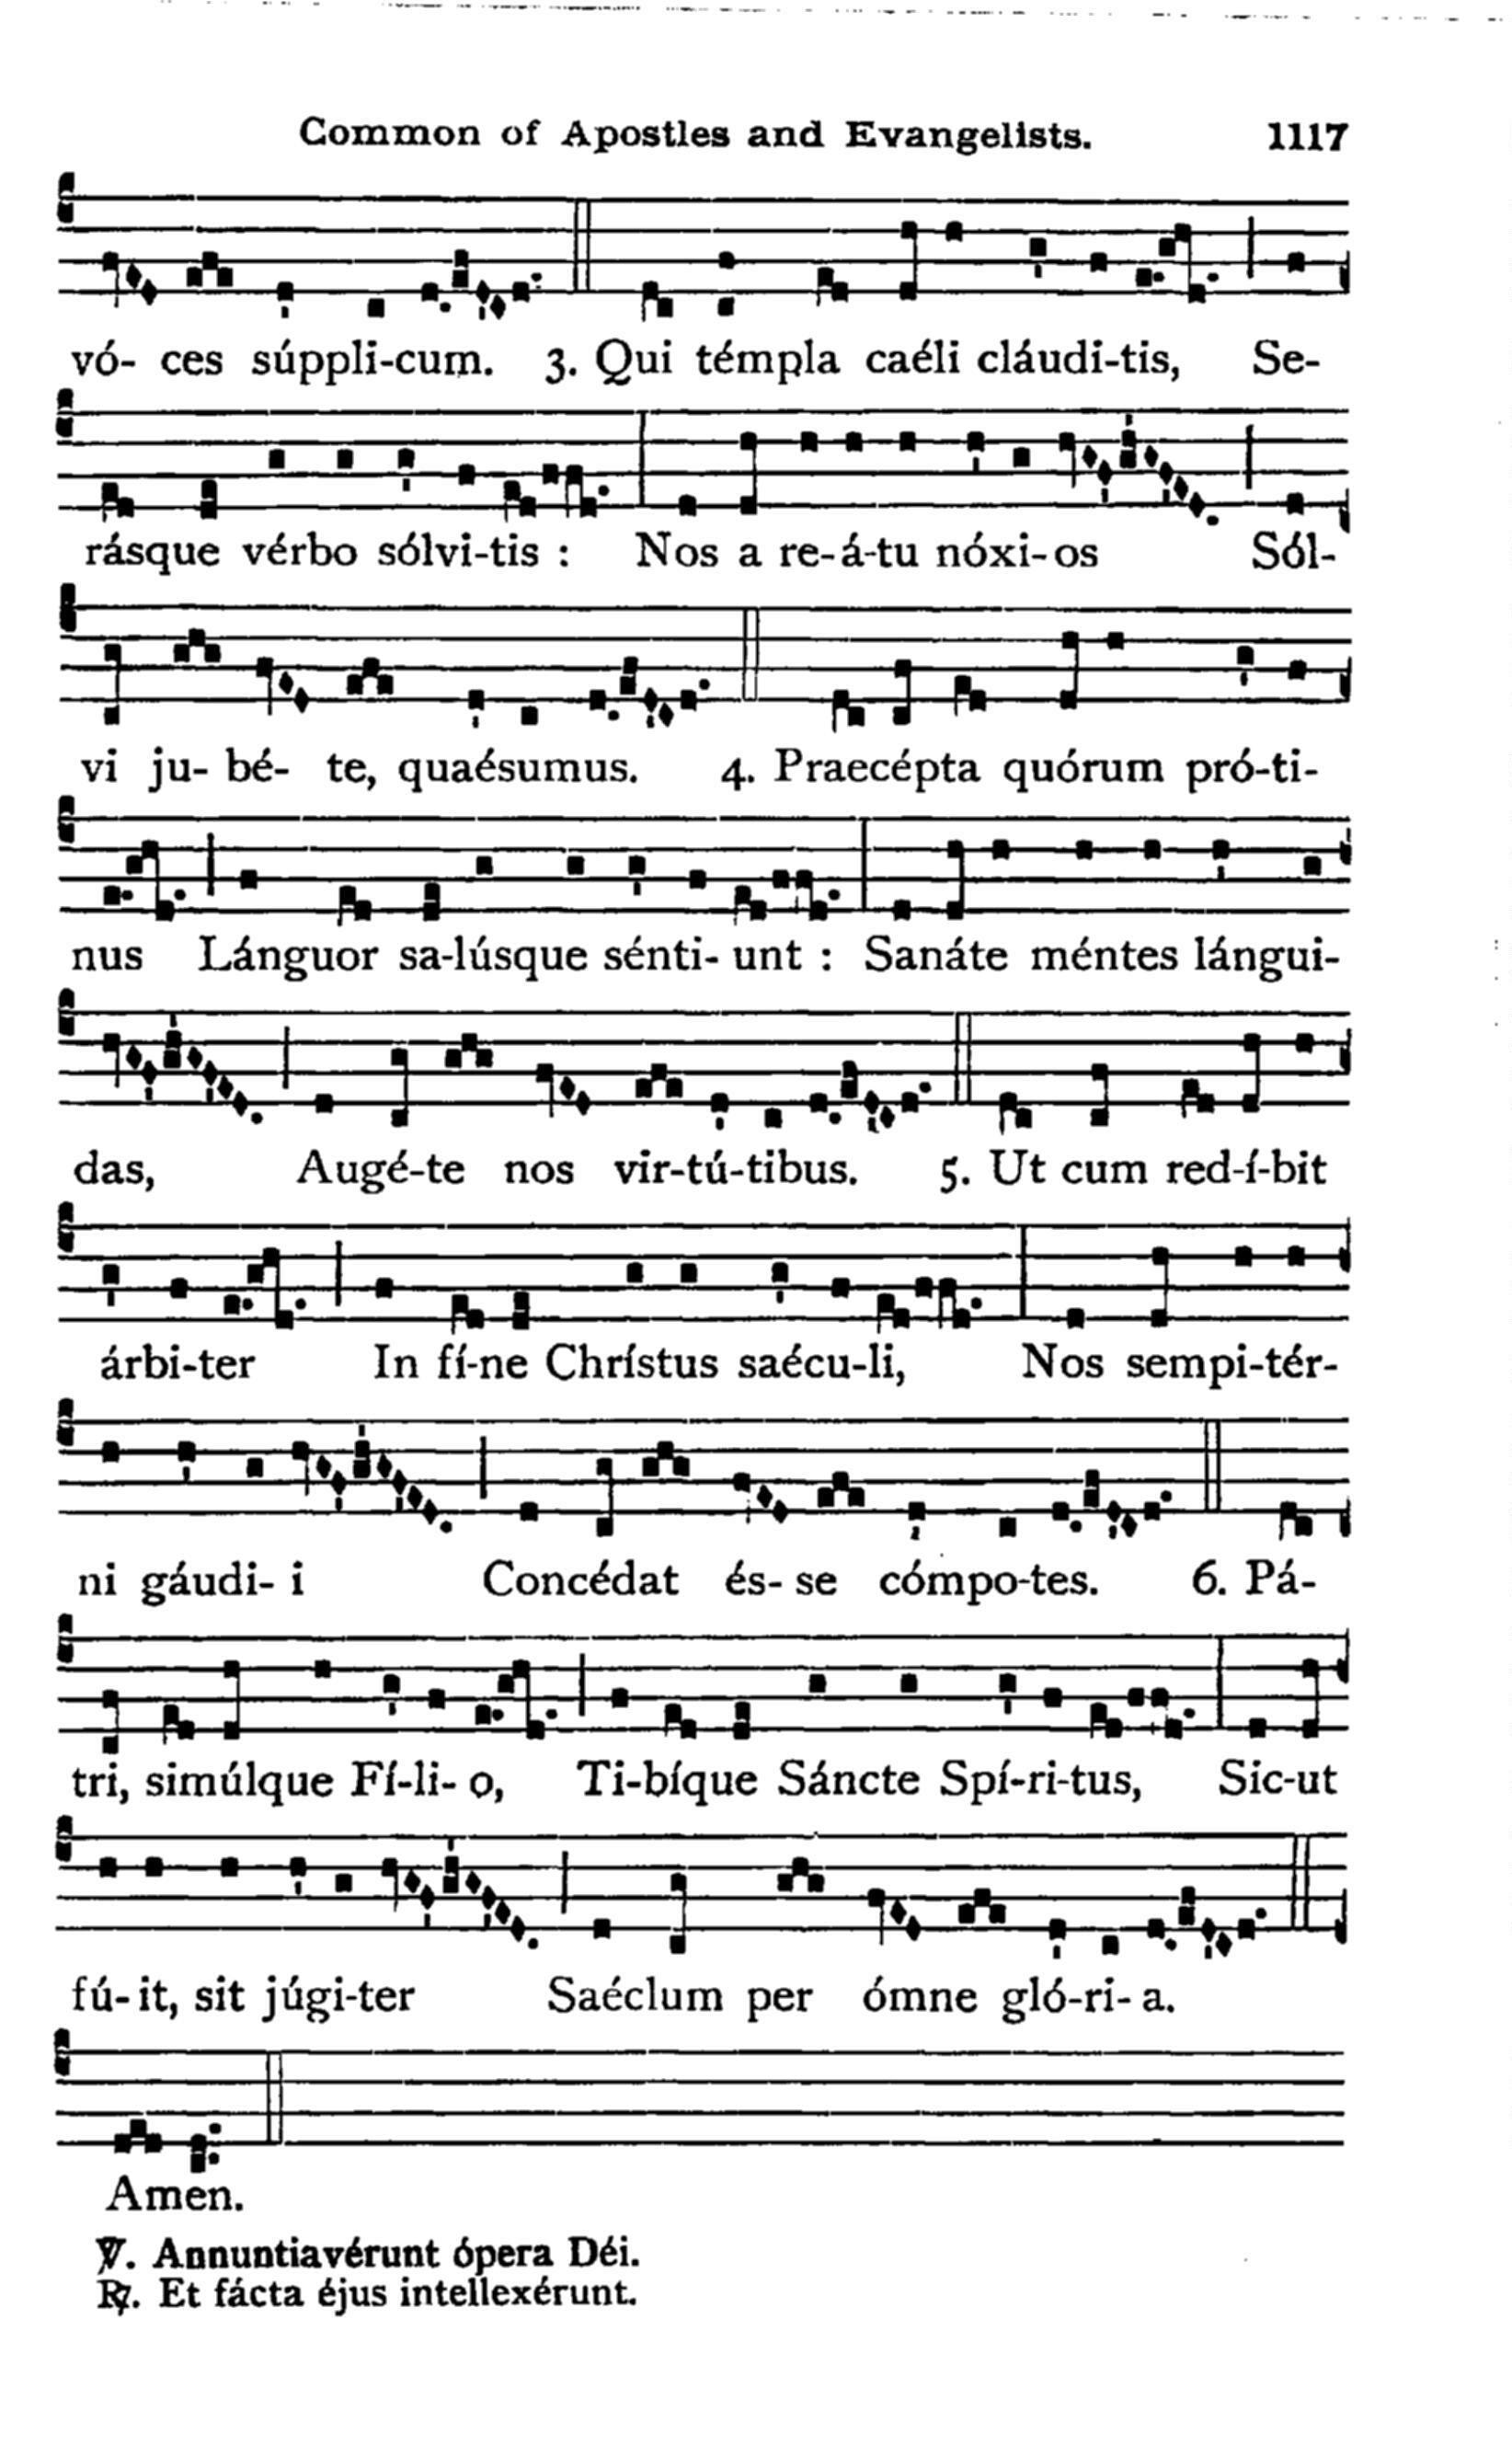 Common of Apostles and Evangelists. 1117
vó- ces súppli-cum. 3. Qui témpla caéli cláudi-tis, Se-
rásque vérbo sólvi-tis : Nos a re-á-tu nóxi-os Sól-
vi ju- bé- te, quaésumus. 4. Praecépta quórum pró-ti-
nus Lánguor sa-lúsque sénti- unt : Sanáte méntes lángui-
das, Augé-te nos vir-tú-tibus. 5. Ut cum red-í-bit
árbi-ter In fí-ne Chrístus saécu-li, Nos sempi-tér-
ni gáudi- i Concédat és- se cómpo-tes. 6. Pá-
tri, simúlque Fí-li- o, Ti-bíque Sáncte Spí-ri-tus, Sic-ut
fú- it, sit júgi-ter Saéclum per ómne gló-ri- a.
Amen.
℣. Annuntiavérunt ópera Déi.
℟. Et fácta éjus intellexérunt.